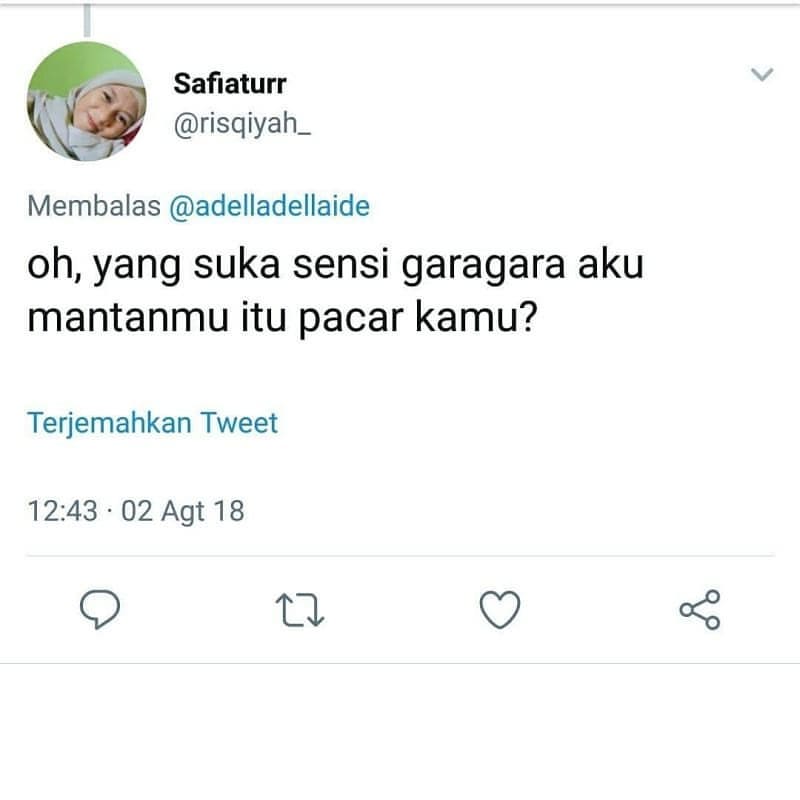 Safiaturr
@risqiyah_
Membalas @adelladellaide
oh, yang suka sensi garagara aku
mantanmu itu pacar kamu?
Terjemahkan Tweet
12:43 · 02 Agt 18